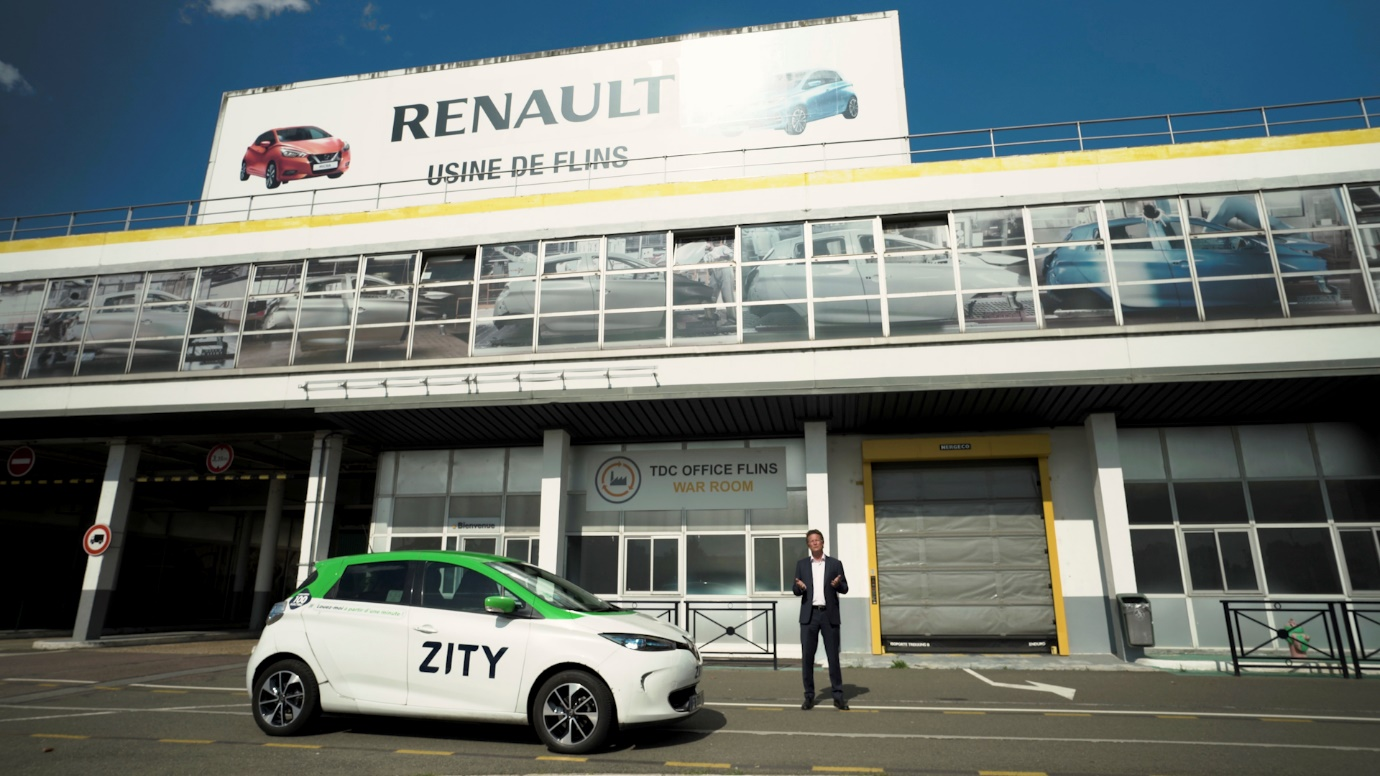 RENAULT
USINE DE FLINS
TDC OFFICE FLINS
WAR ROOM
Bienvenue
ZITY